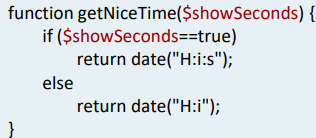 function getNiceTime($showSeconds) {
    if ($showSeconds==true)
        return date("H:i:s");
    else
        return date("H:i");
}